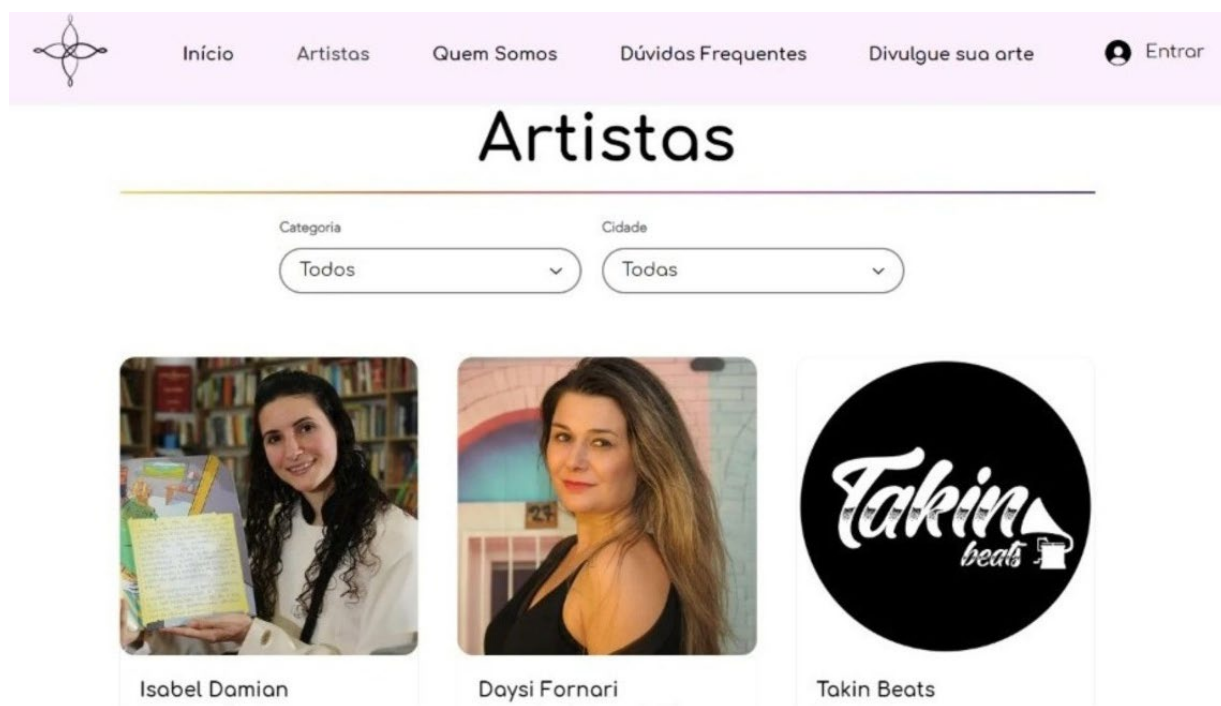 Início Artistas Quem Somos Dúvidas Frequentes Divulgue sua arte Entrar
Artistas
Categoria Cidade
Todos Todas
23
Takin
beats
Isabel Damian Daysi Fornari Takin Beats